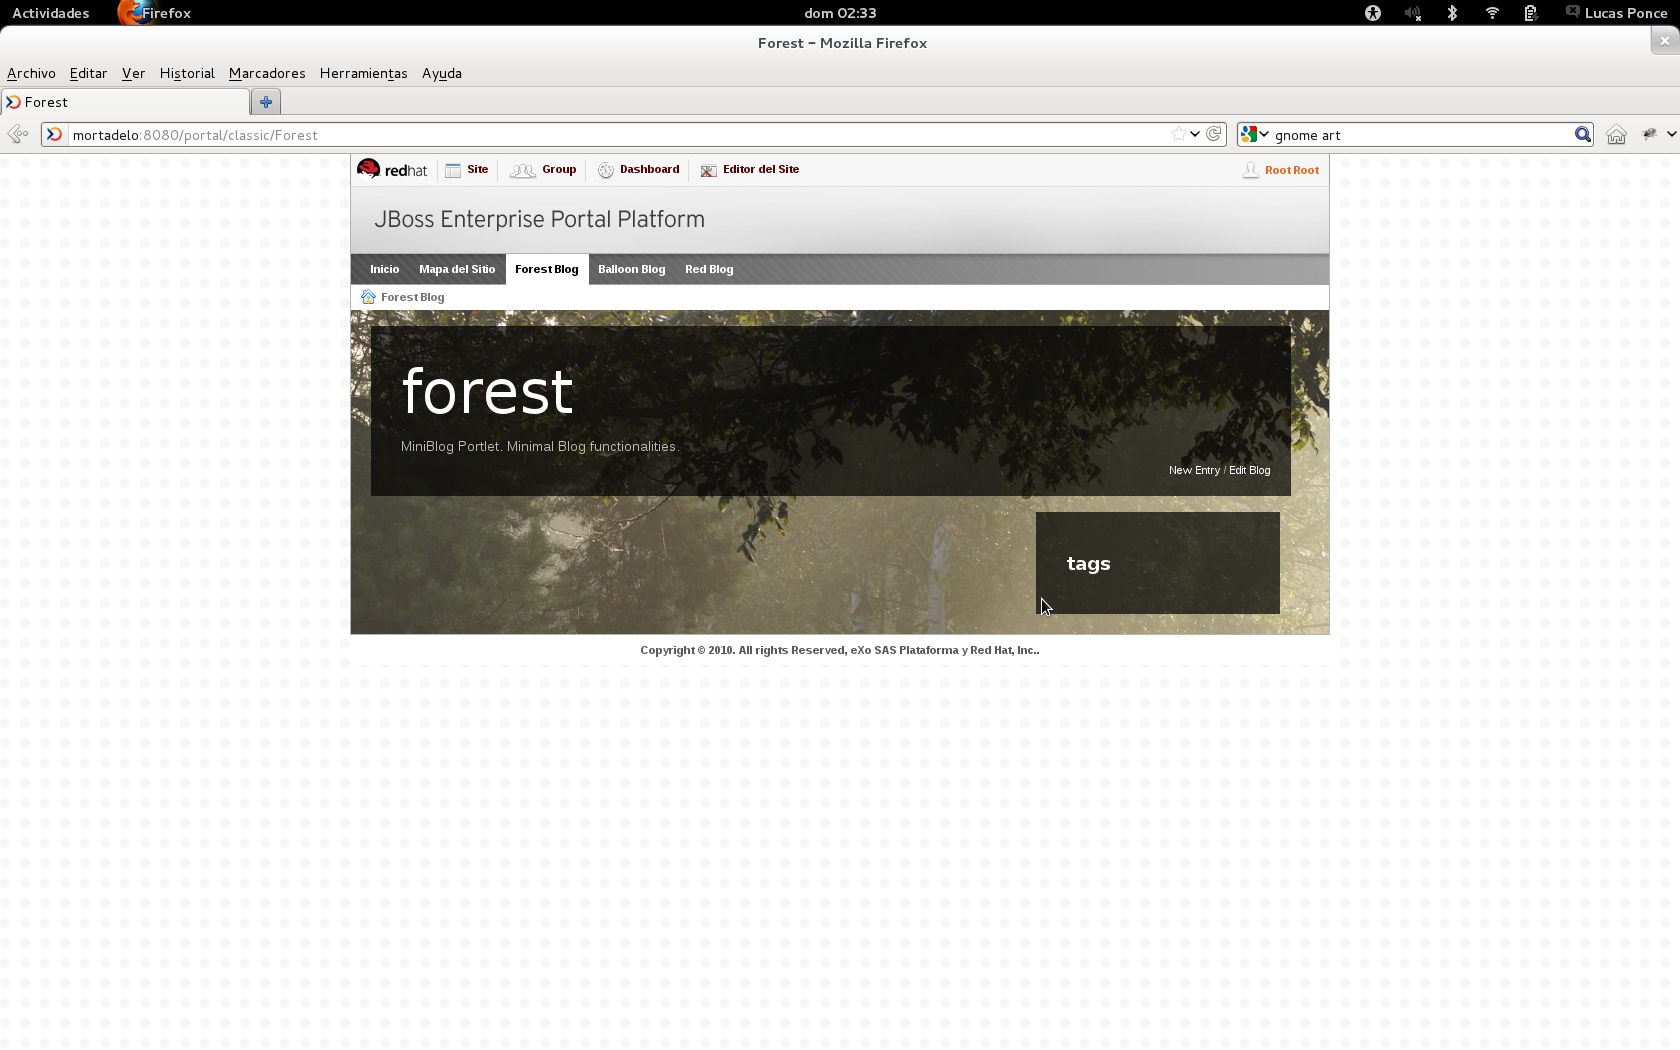 Actividades Firefox dom 02:33 Lucas Ponce
Forest - Mozilla Firefox
Archivo Editar Ver Historial Marcadores Herramientas Ayuda
Forest
mortadelo:8080/portal/classic/Forest gnome art
redhat Site Group Dashboard Editor del Site Root Root
JBoss Enterprise Portal Platform
Inicio Mapa del Sitio Forest Blog Balloon Blog Red Blog
Forest Blog
forest
MiniBlog Portlet. Minimal Blog functionalities.
New Entry / Edit Blog
tags
Copyright © 2010. All rights Reserved, eXo SAS Plataforma y Red Hat, Inc..